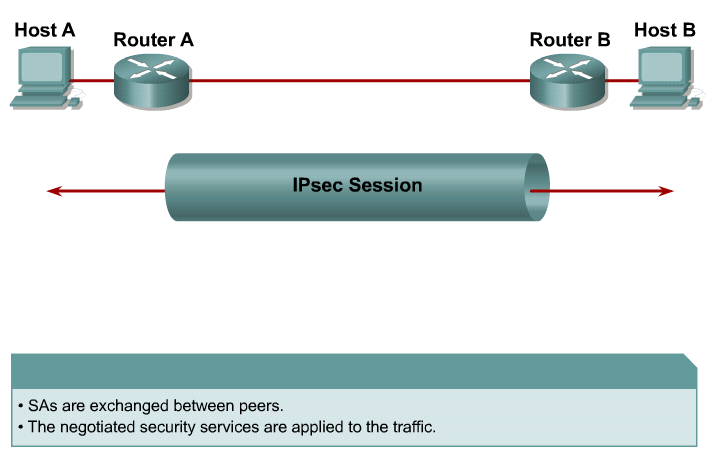 Host A
Router A
Router B
Host B
IPsec Session
• SAs are exchanged between peers.
• The negotiated security services are applied to the traffic.